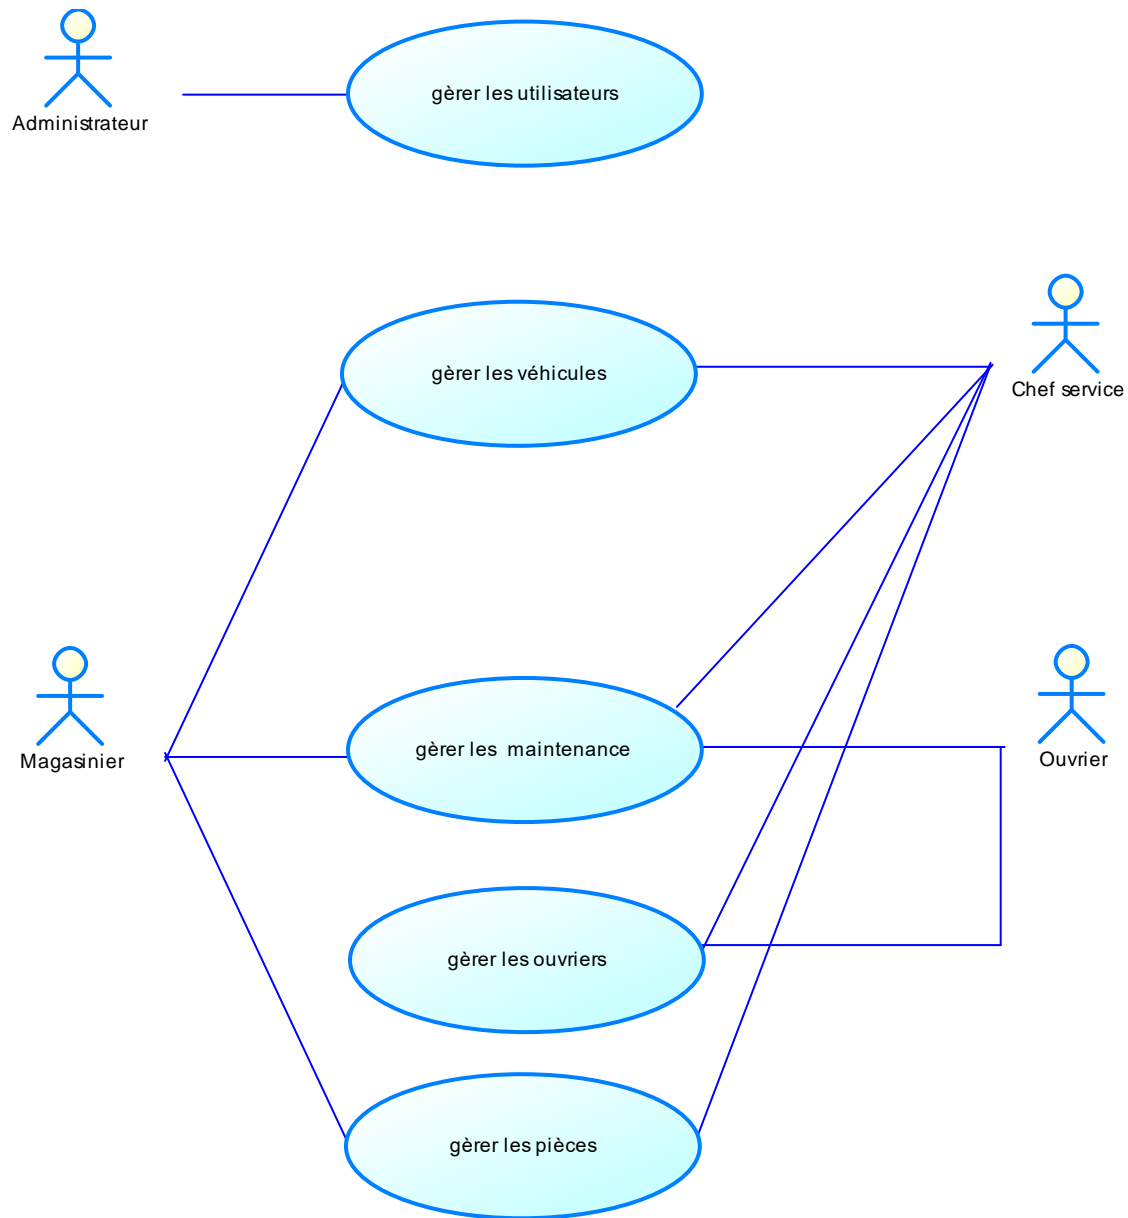 gèrer les utilisateurs
Administrateur
gèrer les véhicules
Chef service
gèrer les  maintenance
Magasinier
Ouvrier
gèrer les ouvriers
gèrer les pièces